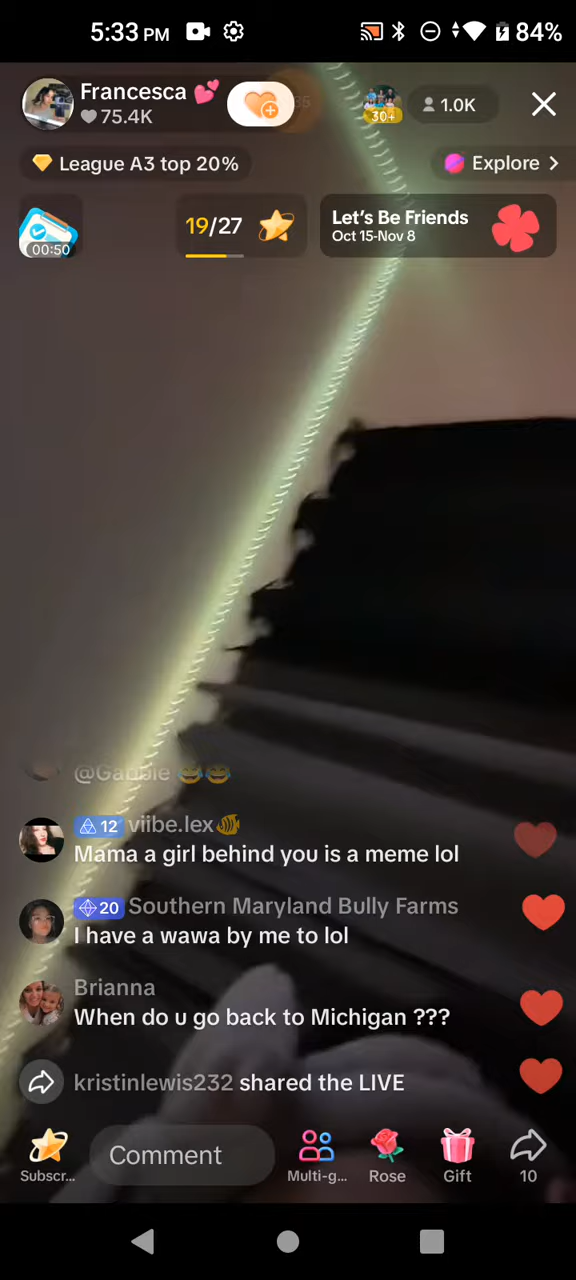 5:33 PM
84%
Francesca 💕
75.4K
30+
1.0K
League A3 top 20%
Explore >
00:50
19/27
Let's Be Friends
Oct 15-Nov 8
@Gabbie 😂😂
12 viibe.lex🐠
Mama a girl behind you is a meme lol
20 Southern Maryland Bully Farms
I have a wawa by me to lol
Brianna
When do u go back to Michigan ???
kristinlewis232 shared the LIVE
Comment
Subscr...
Multi-g...
Rose
Gift
10